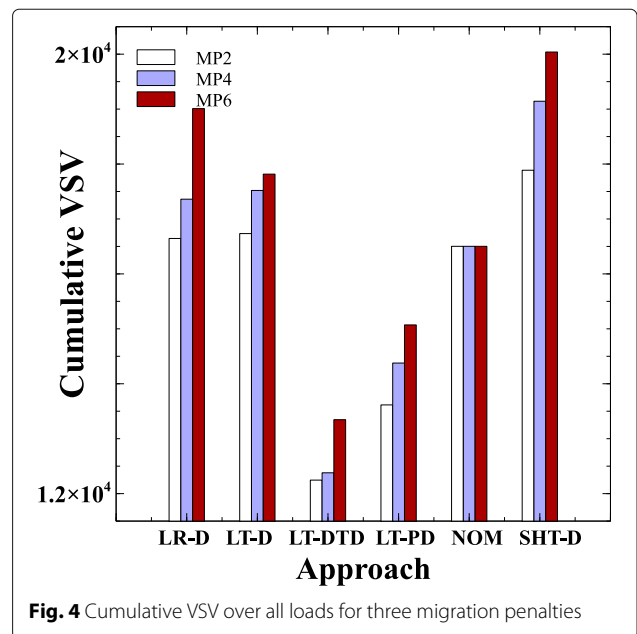 2×10⁴
MP2
MP4
MP6
Cumulative VSV
1.2×10⁴
LR-D LT-D LT-DTD LT-PD NOM SHT-D
Approach
Fig. 4 Cumulative VSV over all loads for three migration penalties